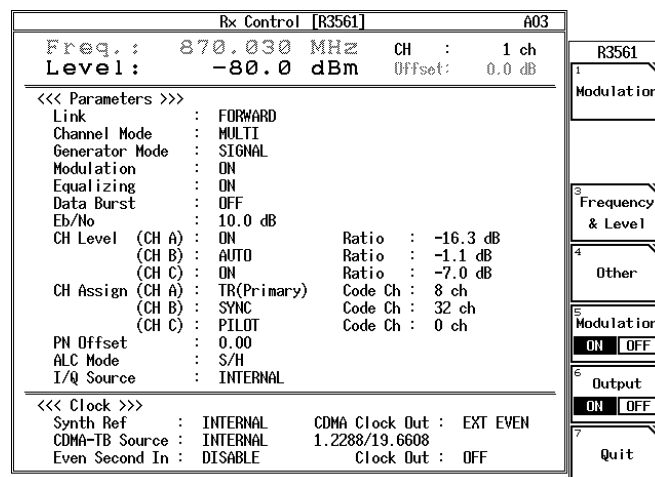 Rx Control [R3561] A03
Freq.: 870.030 MHz CH : 1 ch
Level: -80.0 dBm Offset: 0.0 dB
<<< Parameters >>>
Link : FORWARD
Channel Mode : MULTI
Generator Mode : SIGNAL
Modulation : ON
Equalizing : ON
Data Burst : OFF
Eb/No : 10.0 dB
CH Level (CH A) : ON Ratio : -16.3 dB
(CH B) : AUTO Ratio : -1.1 dB
(CH C) : ON Ratio : -7.0 dB
CH Assign (CH A) : TR(Primary) Code Ch : 8 ch
(CH B) : SYNC Code Ch : 32 ch
(CH C) : PILOT Code Ch : 0 ch
PN Offset : 0.00
ALC Mode : S/H
I/Q Source : INTERNAL
<<< Clock >>>
Synth Ref : INTERNAL CDMA Clock Out : EXT EVEN
CDMA-TB Source : INTERNAL 1.2288/19.6608
Even Second In : DISABLE Clock Out : OFF
R3561
1
Modulation
3
Frequency
& Level
4
Other
5
Modulation
ON OFF
6
Output
ON OFF
7
Quit